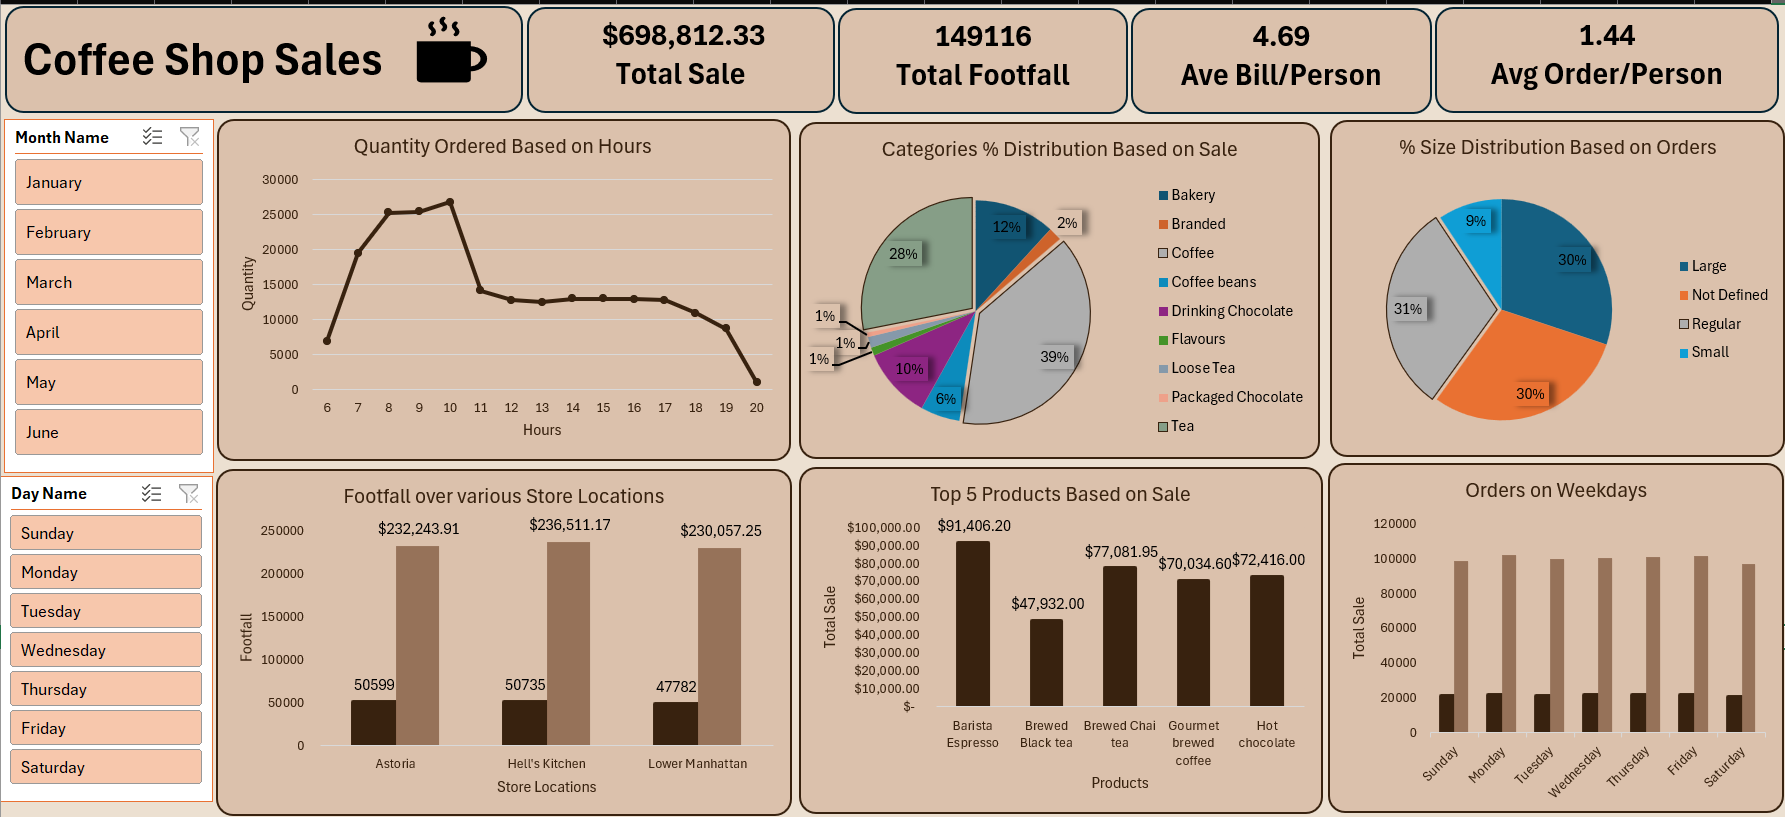 Coffee Shop Sales
$698,812.33
Total Sale
149116
Total Footfall
4.69
Ave Bill/Person
1.44
Avg Order/Person
Month Name
January
February
March
April
May
June
Day Name
Sunday
Monday
Tuesday
Wednesday
Thursday
Friday
Saturday
Quantity Ordered Based on Hours
30000
25000
20000
15000
10000
5000
0
Quantity
6 7 8 9 10 11 12 13 14 15 16 17 18 19 20
Hours
Categories % Distribution Based on Sale
12%
2%
28%
39%
1%
1%
1%
10%
6%
Bakery
Branded
Coffee
Coffee beans
Drinking Chocolate
Flavours
Loose Tea
Packaged Chocolate
Tea
% Size Distribution Based on Orders
9%
30%
31%
30%
Large
Not Defined
Regular
Small
Footfall over various Store Locations
250000
200000
150000
100000
50000
0
Footfall
$232,243.91 $236,511.17 $230,057.25
50599 50735 47782
Astoria Hell's Kitchen Lower Manhattan
Store Locations
Top 5 Products Based on Sale
$100,000.00
$90,000.00
$80,000.00
$70,000.00
$60,000.00
$50,000.00
$40,000.00
$30,000.00
$20,000.00
$10,000.00
$-
Total Sale
$91,406.20
$47,932.00
$77,081.95
$70,034.60
$72,416.00
Barista
Espresso
Brewed
Black tea
Brewed Chai
tea
Gourmet
brewed
coffee
Hot
chocolate
Products
Orders on Weekdays
120000
100000
80000
60000
40000
20000
0
Total Sale
Sunday
Monday
Tuesday
Wednesday
Thursday
Friday
Saturday